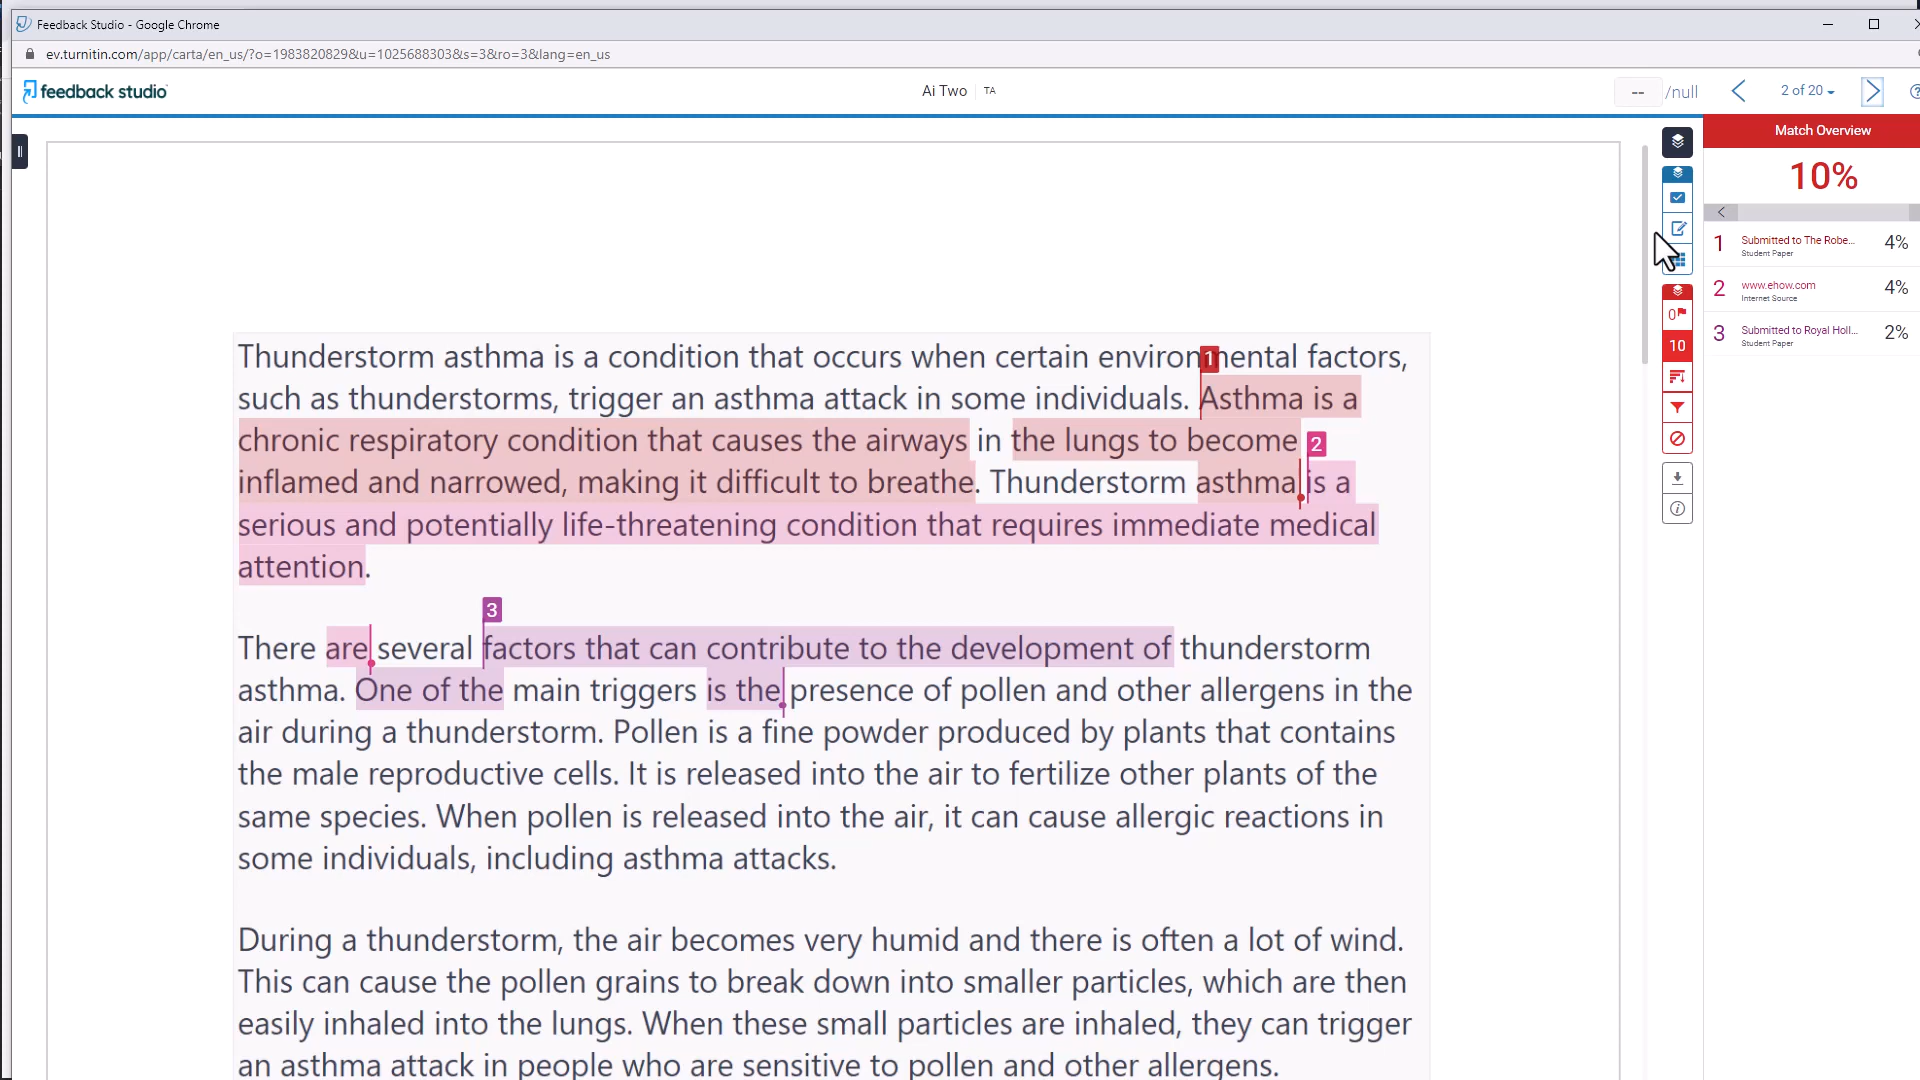 Feedback Studio - Google Chrome
ev.turnitin.com/app/carta/en_us/?o=1983820829&u=1025688303&s=3&ro=3&lang=en_us
feedback studio
Ai Two
TA
-- /null
2 of 20
Match Overview
10%
1 Submitted to The Robe... 4%
Student Paper
2 www.ehow.com 4%
Internet Source
3 Submitted to Royal Holl... 2%
Student Paper
0
10
Thunderstorm asthma is a condition that occurs when certain environmental factors,
1
such as thunderstorms, trigger an asthma attack in some individuals. Asthma is a
chronic respiratory condition that causes the airways in the lungs to become
2
inflamed and narrowed, making it difficult to breathe. Thunderstorm asthma is a
serious and potentially life-threatening condition that requires immediate medical
attention.
3
There are several factors that can contribute to the development of thunderstorm
asthma. One of the main triggers is the presence of pollen and other allergens in the
air during a thunderstorm. Pollen is a fine powder produced by plants that contains
the male reproductive cells. It is released into the air to fertilize other plants of the
same species. When pollen is released into the air, it can cause allergic reactions in
some individuals, including asthma attacks.
During a thunderstorm, the air becomes very humid and there is often a lot of wind.
This can cause the pollen grains to break down into smaller particles, which are then
easily inhaled into the lungs. When these small particles are inhaled, they can trigger
an asthma attack in people who are sensitive to pollen and other allergens.